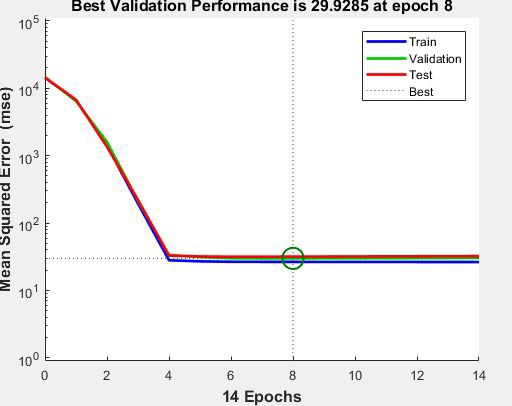 Best Validation Performance is 29.9285 at epoch 8
Mean Squared Error (mse)
10^5
10^4
10^3
10^2
10^1
10^0
Train
Validation
Test
Best
0 2 4 6 8 10 12 14
14 Epochs